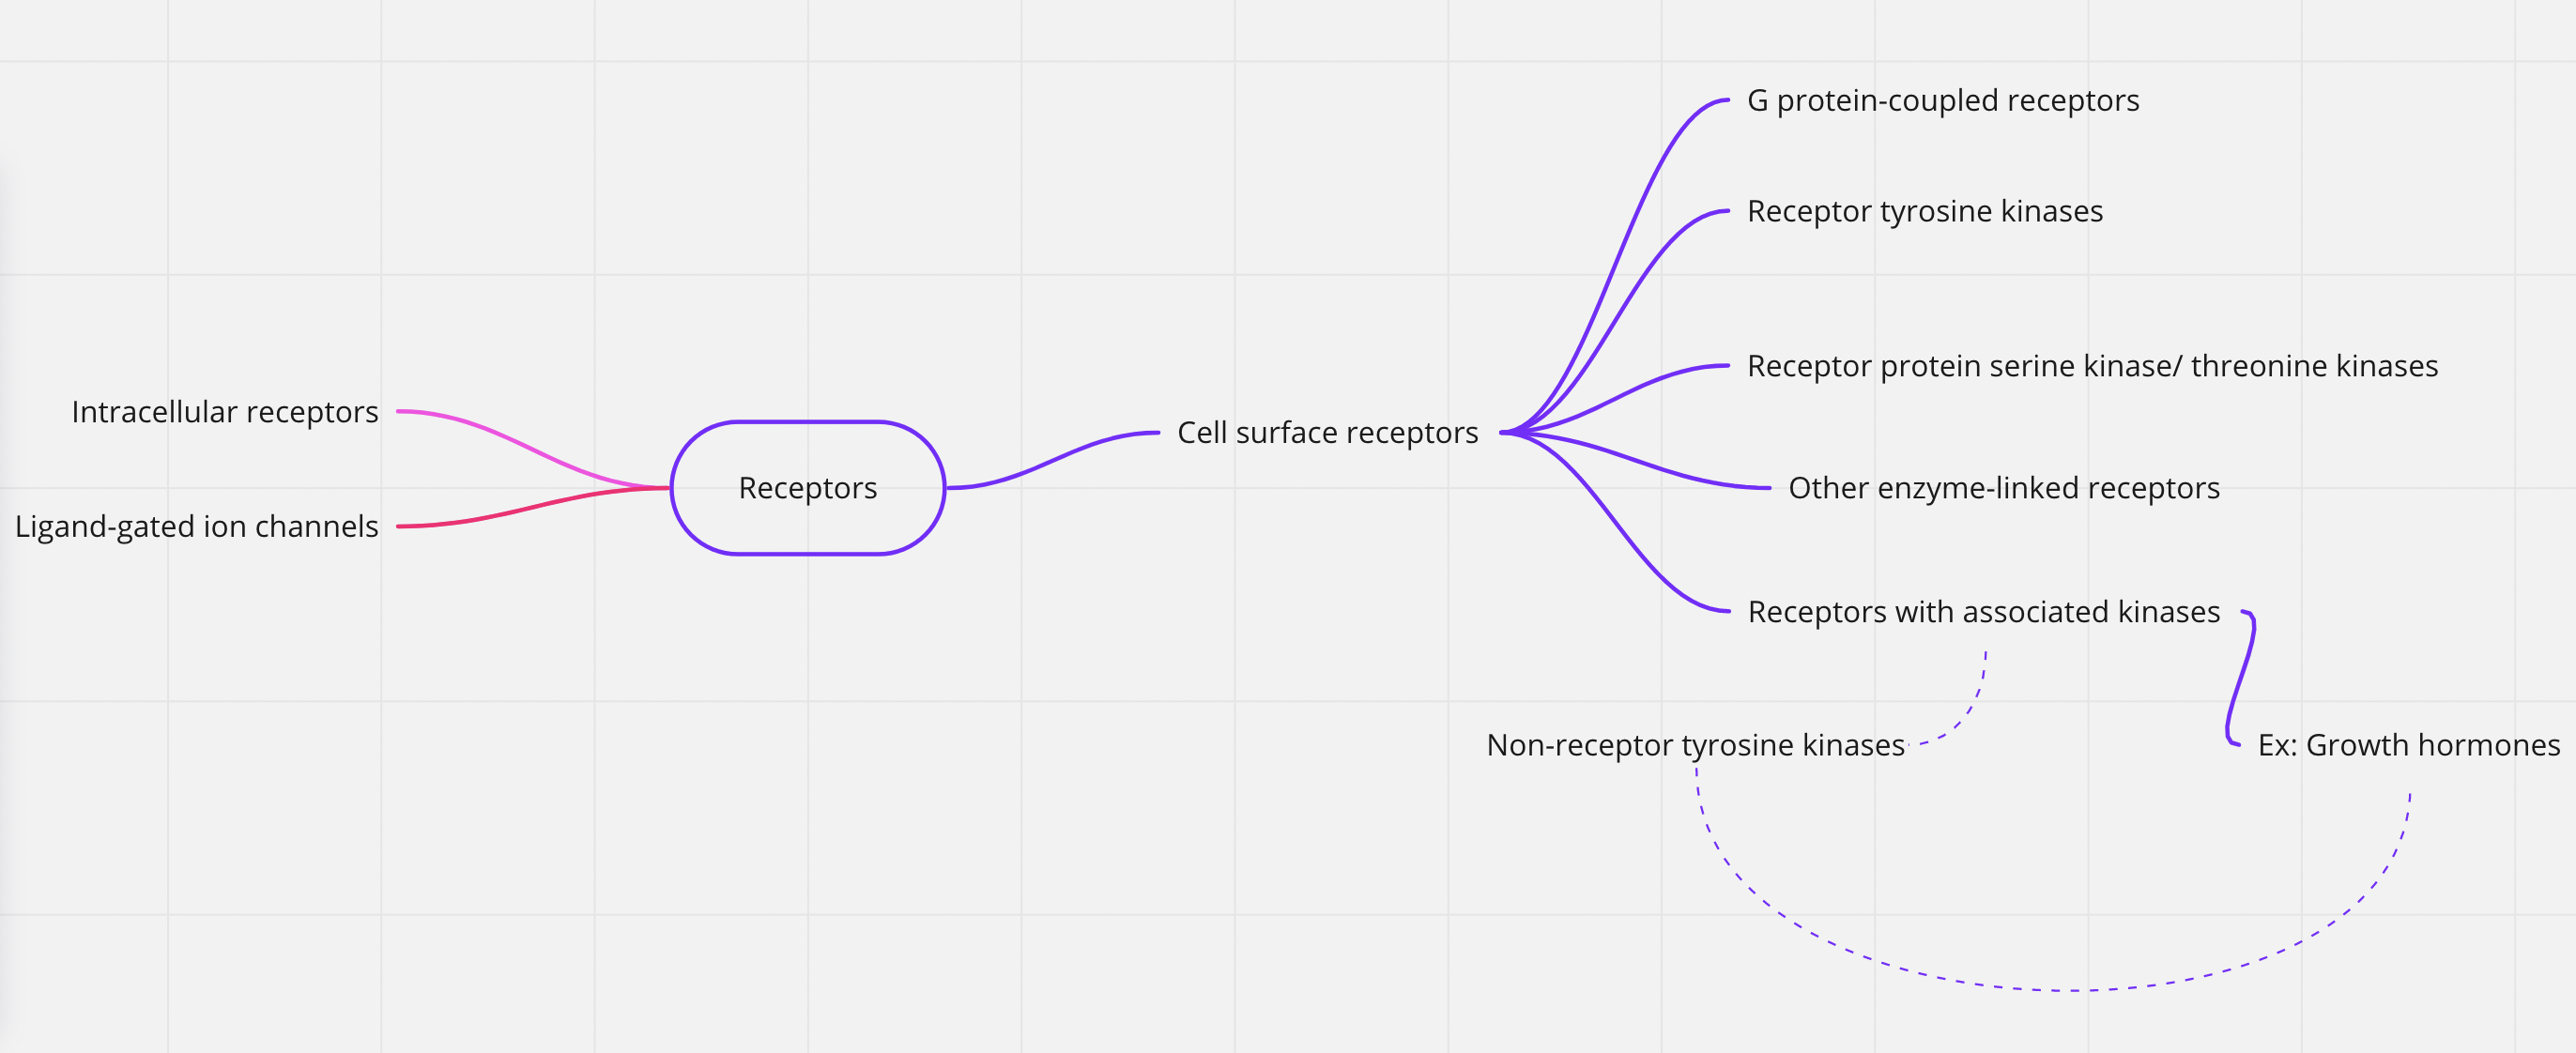 G protein-coupled receptors
Receptor tyrosine kinases
Receptor protein serine kinase/ threonine kinases
Intracellular receptors
Cell surface receptors
Receptors
Other enzyme-linked receptors
Ligand-gated ion channels
Receptors with associated kinases
Non-receptor tyrosine kinases
Ex: Growth hormones